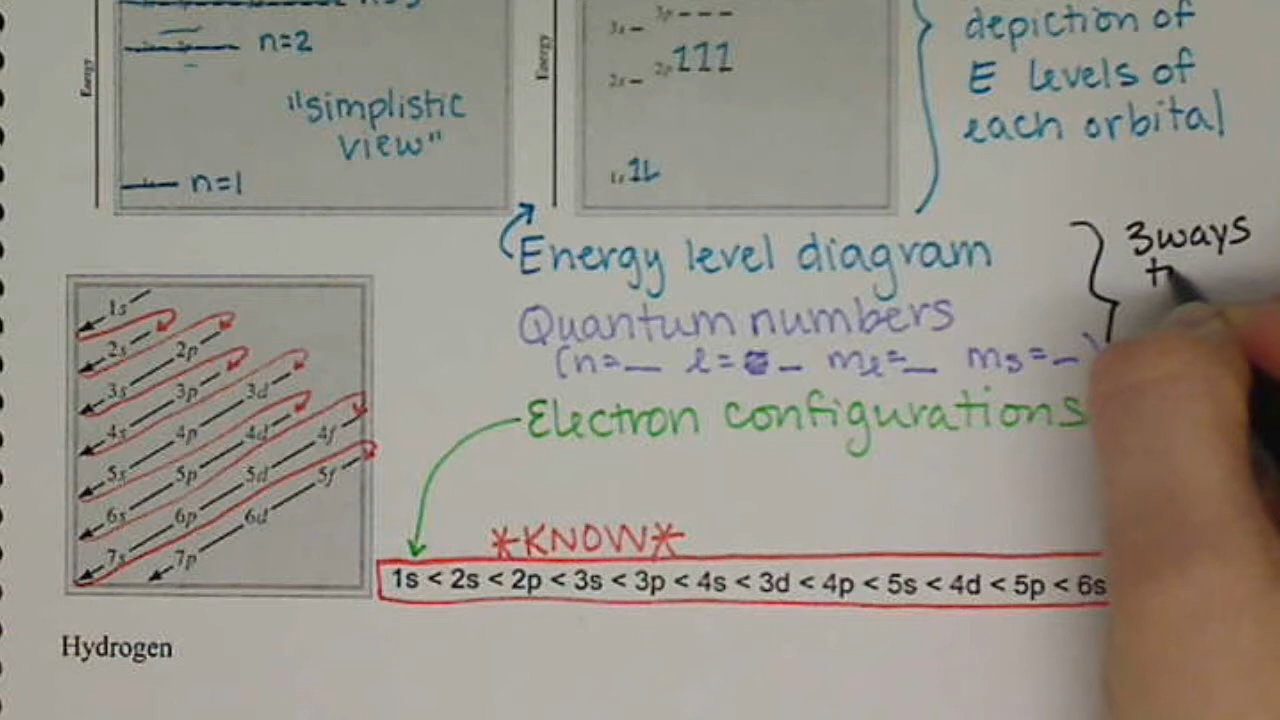 Energy
n=2
"simplistic
view"
n=1
Energy
3s 3p
2s 2p 111
1s 1L
depiction of
E levels of
each orbital
Energy level diagram
Quantum numbers
(n=_ l=_ ml=_ ms=_)
Electron configurations
3ways
1s
2s 2p
3s 3p 3d
4s 4p 4d 4f
5s 5p 5d 5f
6s 6p 6d
7s 7p
*KNOW*
1s < 2s < 2p < 3s < 3p < 4s < 3d < 4p < 5s < 4d < 5p < 6s
Hydrogen